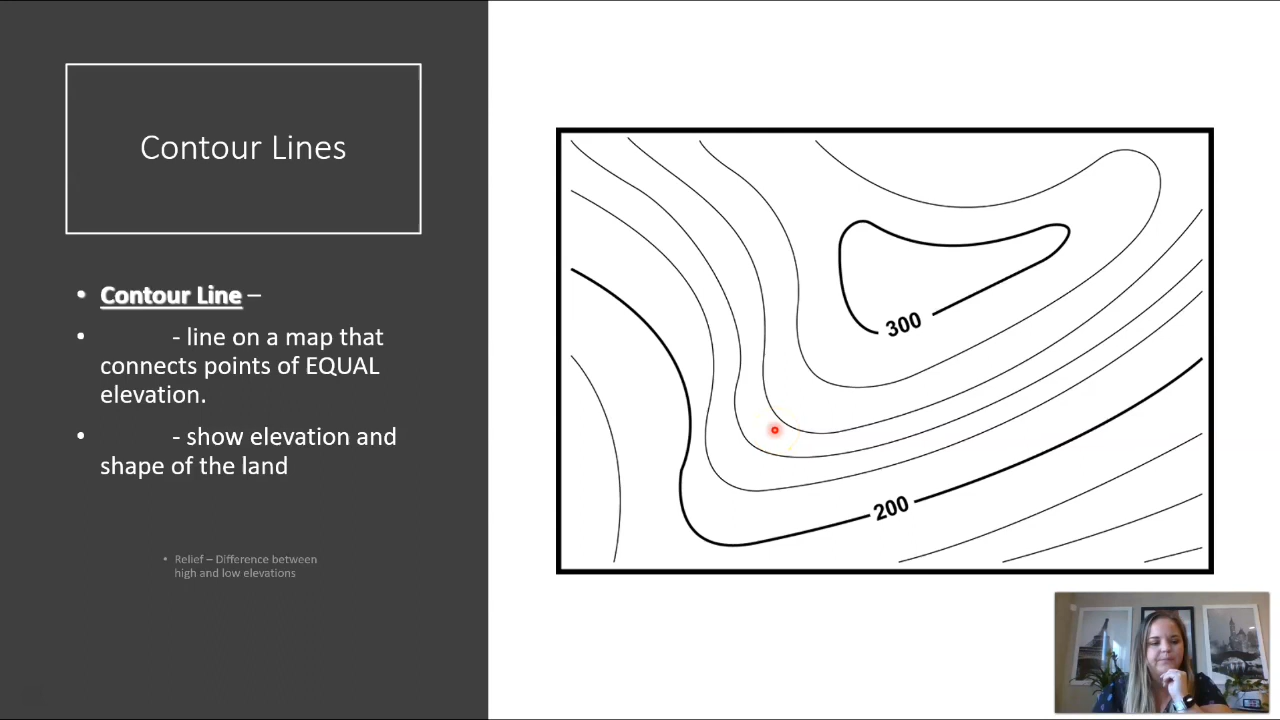 Contour Lines
• Contour Line –
• - line on a map that
connects points of EQUAL
elevation.
• - show elevation and
shape of the land
• Relief – Difference between
high and low elevations
300
200